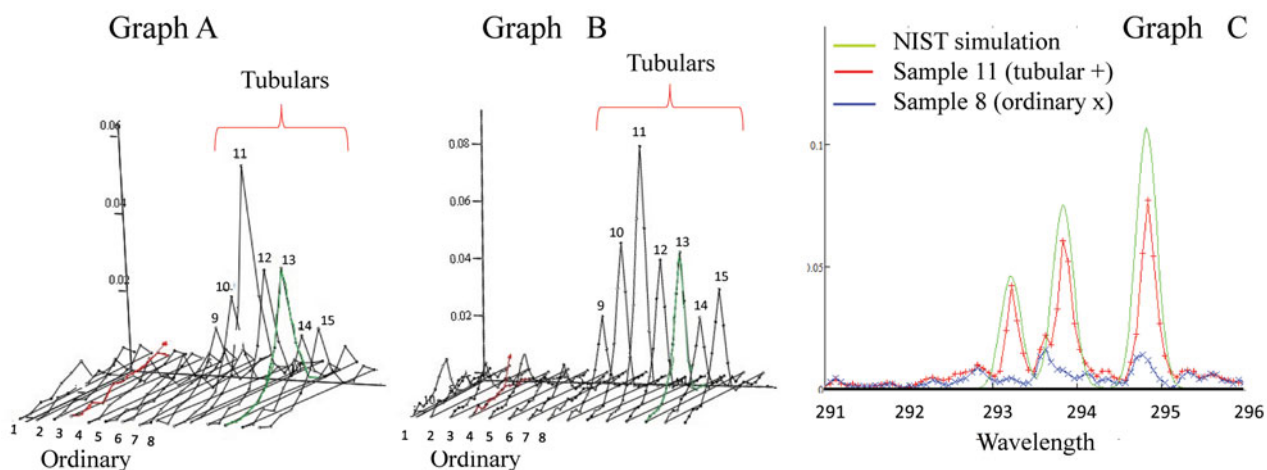 Graph A
Tubulars
0.06
0.04
0.02
11
12 13
10
9
14 15
1 2 3 4 5 6 7 8
Ordinary
Graph B
Tubulars
0.08
0.06
0.04
0.02
11
10
12 13
15
9
14
10
1 2 3 4 5 6 7 8
Ordinary
Graph C
NIST simulation
Sample 11 (tubular +)
Sample 8 (ordinary x)
0.1
0.05
0
291 292 293 294 295 296
Wavelength